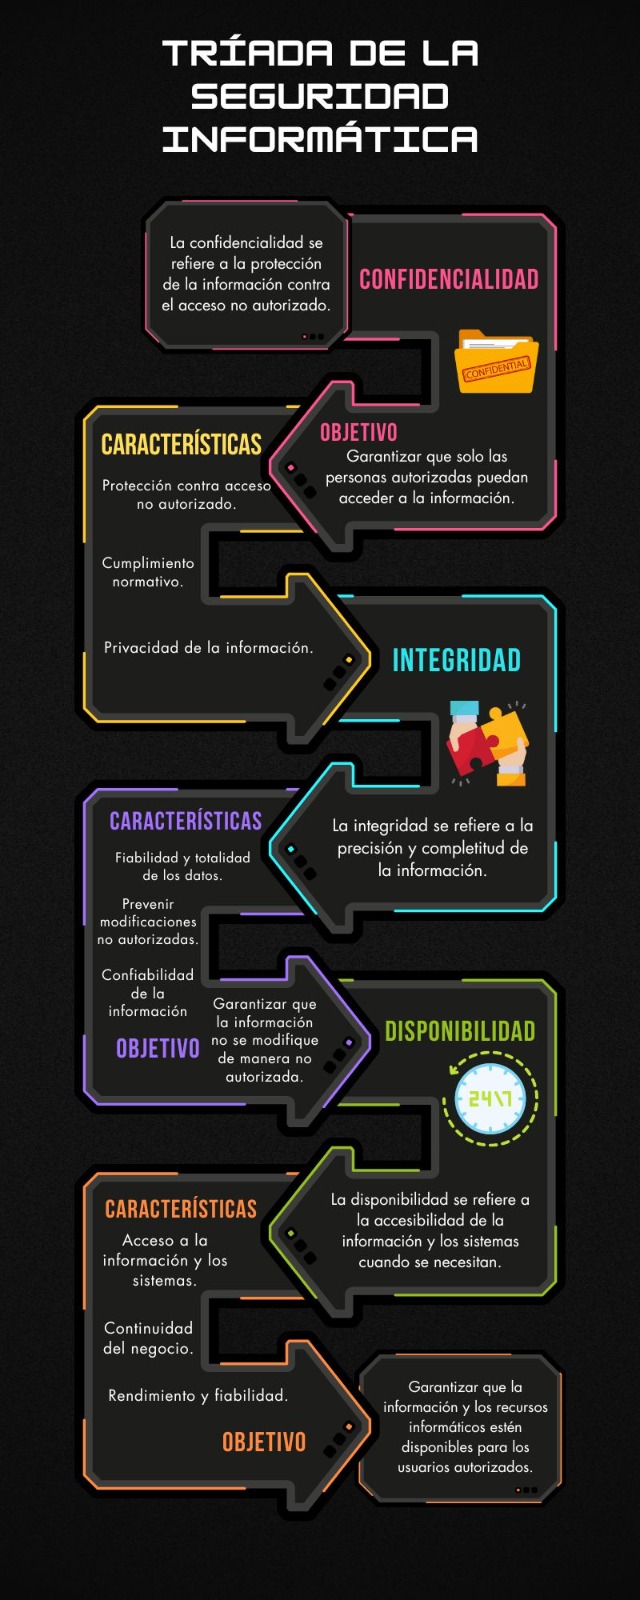 TRÍADA DE LA
SEGURIDAD
INFORMÁTICA
La confidencialidad se
refiere a la protección
de la información contra
el acceso no autorizado.
CONFIDENCIALIDAD
CONFIDENTIAL
OBJETIVO
Garantizar que solo las
personas autorizadas puedan
acceder a la información.
CARACTERÍSTICAS
Protección contra acceso
no autorizado.
Cumplimiento
normativo.
Privacidad de la información.
INTEGRIDAD
La integridad se refiere a la
precisión y completitud de
la información.
CARACTERÍSTICAS
Fiabilidad y totalidad
de los datos.
Prevenir
modificaciones
no autorizadas.
Confiabilidad
de la
información
OBJETIVO
Garantizar que
la información
no se modifique
de manera no
autorizada.
DISPONIBILIDAD
24\7
La disponibilidad se refiere a
la accesibilidad de la
información y los sistemas
cuando se necesitan.
CARACTERÍSTICAS
Acceso a la
información y los
sistemas.
Continuidad
del negocio.
Rendimiento y fiabilidad.
OBJETIVO
Garantizar que la
información y los recursos
informáticos estén
disponibles para los
usuarios autorizados.